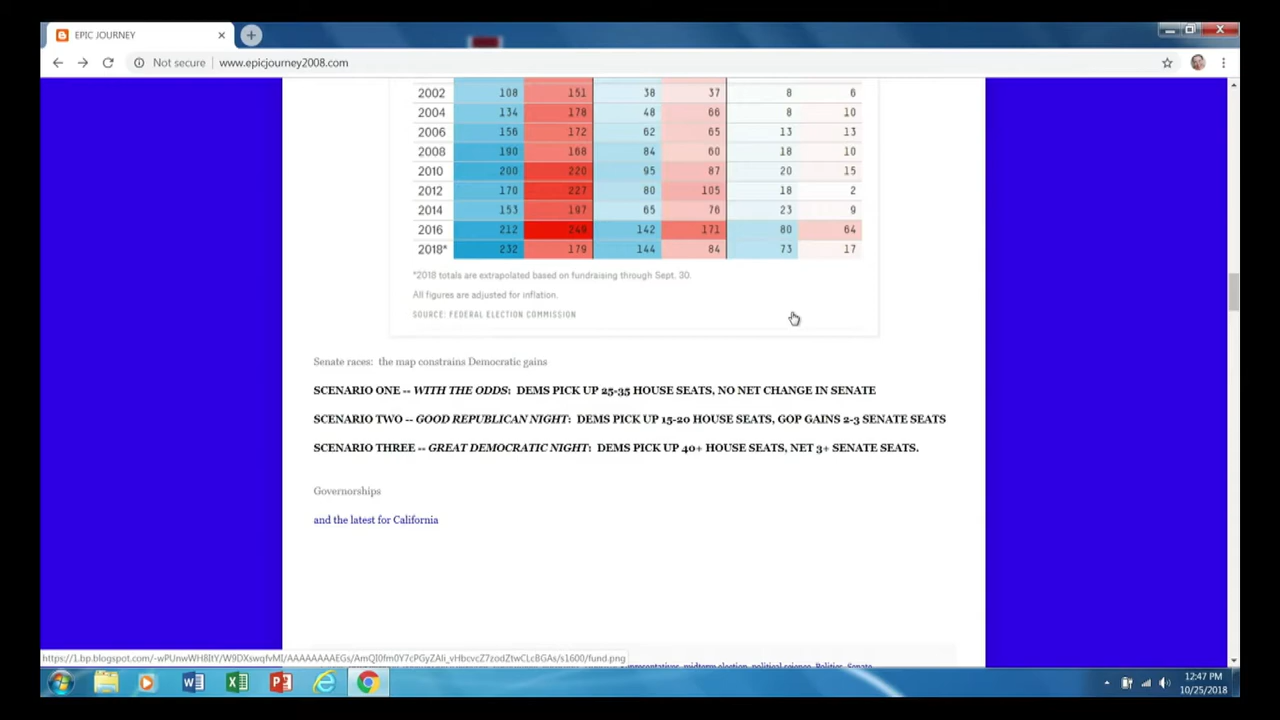 EPIC JOURNEY
Not secure www.epicjourney2008.com
2002 108 151 38 37 8 6
2004 134 178 48 66 8 10
2006 156 172 62 65 13 13
2008 190 168 84 60 18 10
2010 200 220 95 87 20 15
2012 170 227 80 105 18 2
2014 153 197 65 76 23 9
2016 212 249 142 171 80 64
2018* 232 179 144 84 73 17
*2018 totals are extrapolated based on fundraising through Sept. 30.
All figures are adjusted for inflation.
SOURCE: FEDERAL ELECTION COMMISSION
Senate races: the map constrains Democratic gains
SCENARIO ONE -- WITH THE ODDS: DEMS PICK UP 25-35 HOUSE SEATS, NO NET CHANGE IN SENATE
SCENARIO TWO -- GOOD REPUBLICAN NIGHT: DEMS PICK UP 15-20 HOUSE SEATS, GOP GAINS 2-3 SENATE SEATS
SCENARIO THREE -- GREAT DEMOCRATIC NIGHT: DEMS PICK UP 40+ HOUSE SEATS, NET 3+ SENATE SEATS.
Governorships
and the latest for California
midterm election, political science, Politics, Senate
12:47 PM
10/25/2018